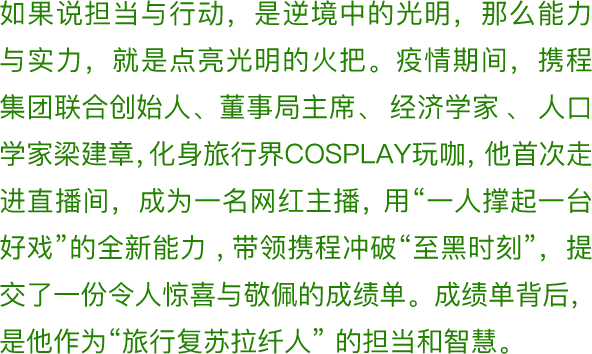 如果说担当与行动，是逆境中的光明，那么能力
与实力，就是点亮光明的火把。疫情期间，携程
集团联合创始人、董事局主席、经济学家、人口
学家梁建章，化身旅行界COSPLAY玩咖，他首次走
进直播间，成为一名网红主播，用“一人撑起一台
好戏”的全新能力，带领携程冲破“至黑时刻”，提
交了一份令人惊喜与敬佩的成绩单。成绩单背后，
是他作为“旅行复苏拉纤人” 的担当和智慧。